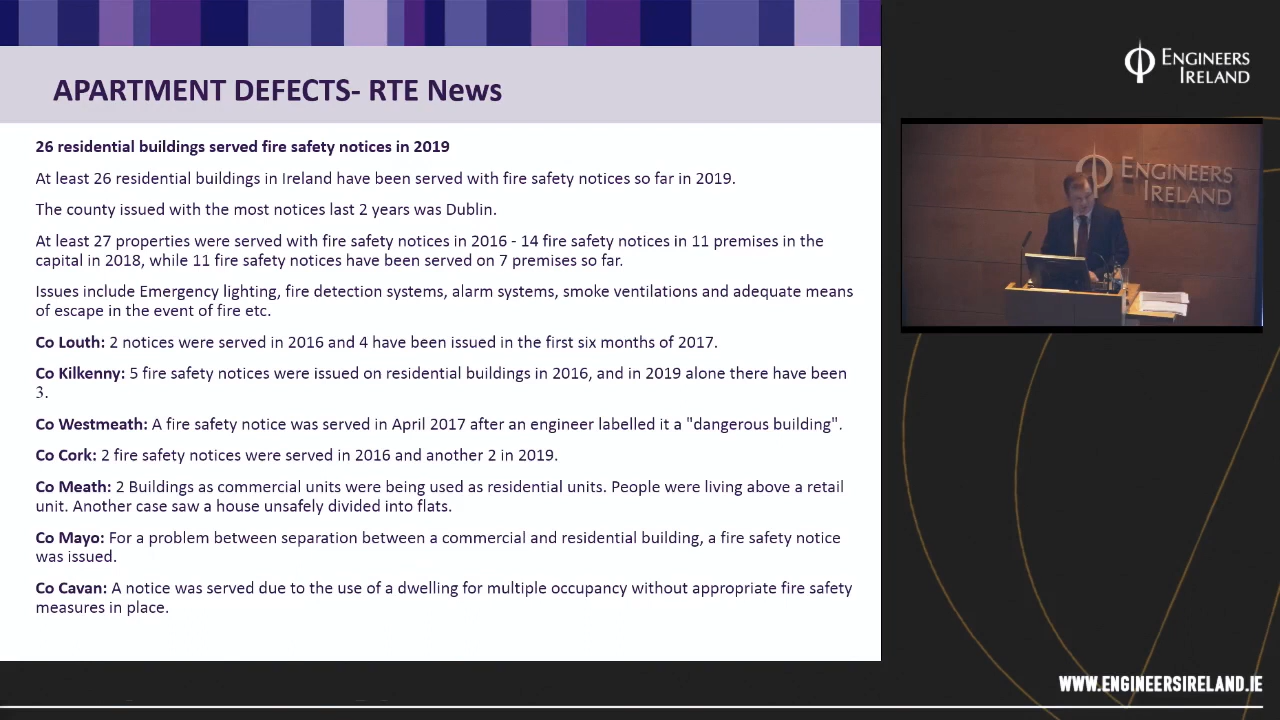 APARTMENT DEFECTS- RTE News
26 residential buildings served fire safety notices in 2019
At least 26 residential buildings in Ireland have been served with fire safety notices so far in 2019.
The county issued with the most notices last 2 years was Dublin.
At least 27 properties were served with fire safety notices in 2016 - 14 fire safety notices in 11 premises in the
capital in 2018, while 11 fire safety notices have been served on 7 premises so far.
Issues include Emergency lighting, fire detection systems, alarm systems, smoke ventilations and adequate means
of escape in the event of fire etc.
Co Louth: 2 notices were served in 2016 and 4 have been issued in the first six months of 2017.
Co Kilkenny: 5 fire safety notices were issued on residential buildings in 2016, and in 2019 alone there have been
3.
Co Westmeath: A fire safety notice was served in April 2017 after an engineer labelled it a "dangerous building".
Co Cork: 2 fire safety notices were served in 2016 and another 2 in 2019.
Co Meath: 2 Buildings as commercial units were being used as residential units. People were living above a retail
unit. Another case saw a house unsafely divided into flats.
Co Mayo: For a problem between separation between a commercial and residential building, a fire safety notice
was issued.
Co Cavan: A notice was served due to the use of a dwelling for multiple occupancy without appropriate fire safety
measures in place.
ENGINEERS
IRELAND
ENGINEERS
IRELAND
WWW.ENGINEERSIRELAND.IE